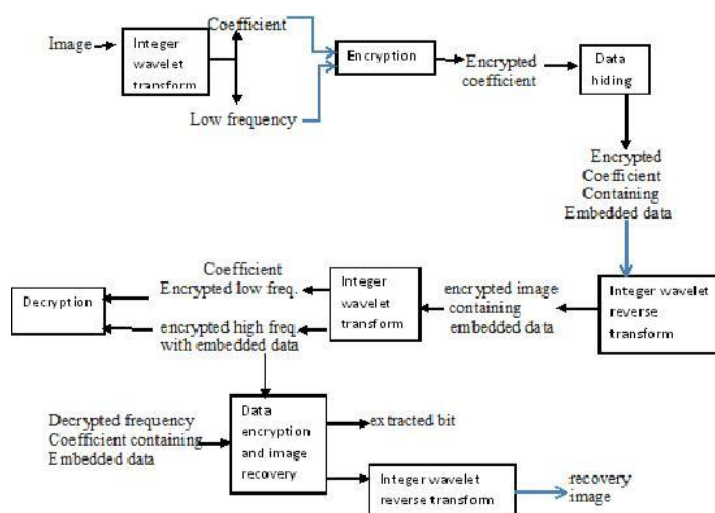 Image
Integer
wavelet
transform
Coefficient
Low frequency
Encryption
Encrypted
coefficient
Data
hiding
Encrypted
Coefficient
Containing
Embedded data
Integer wavelet
reverse
transform
encrypted image
containing
embedded data
Integer
wavelet
transform
Coefficient
Encrypted low freq.
encrypted high freq.
with embedded data
Decryption
Decrypted frequency
Coefficient containing
Embedded data
Data
encryption
and image
recovery
extracted bit
Integer wavelet
reverse transform
recovery
image